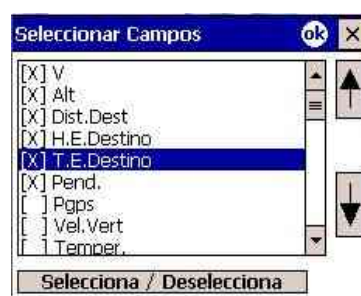 Seleccionar Campos ok X
[X] V
[X] Alt
[X] Dist.Dest
[X] H.E.Destino
[X] T.E.Destino
[X] Pend.
[ ] Pgps
[ ] Vel.Vert
[ ] Temper.
Selecciona / Deselecciona